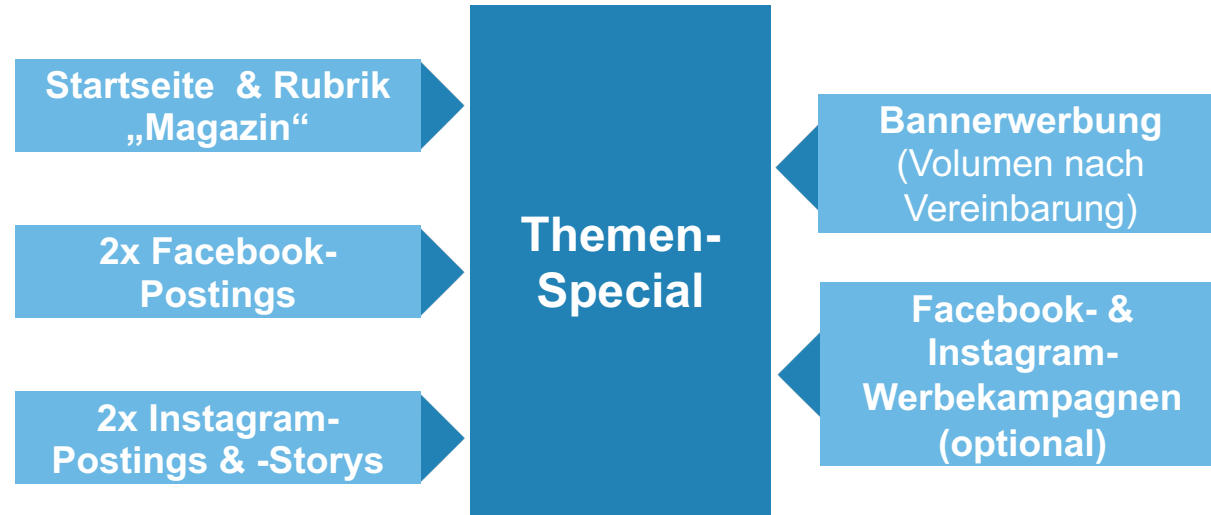 Startseite & Rubrik
„Magazin“
2x Facebook-
Postings
2x Instagram-
Postings & -Storys
Themen-
Special
Bannerwerbung
(Volumen nach
Vereinbarung)
Facebook- &
Instagram-
Werbekampagnen
(optional)